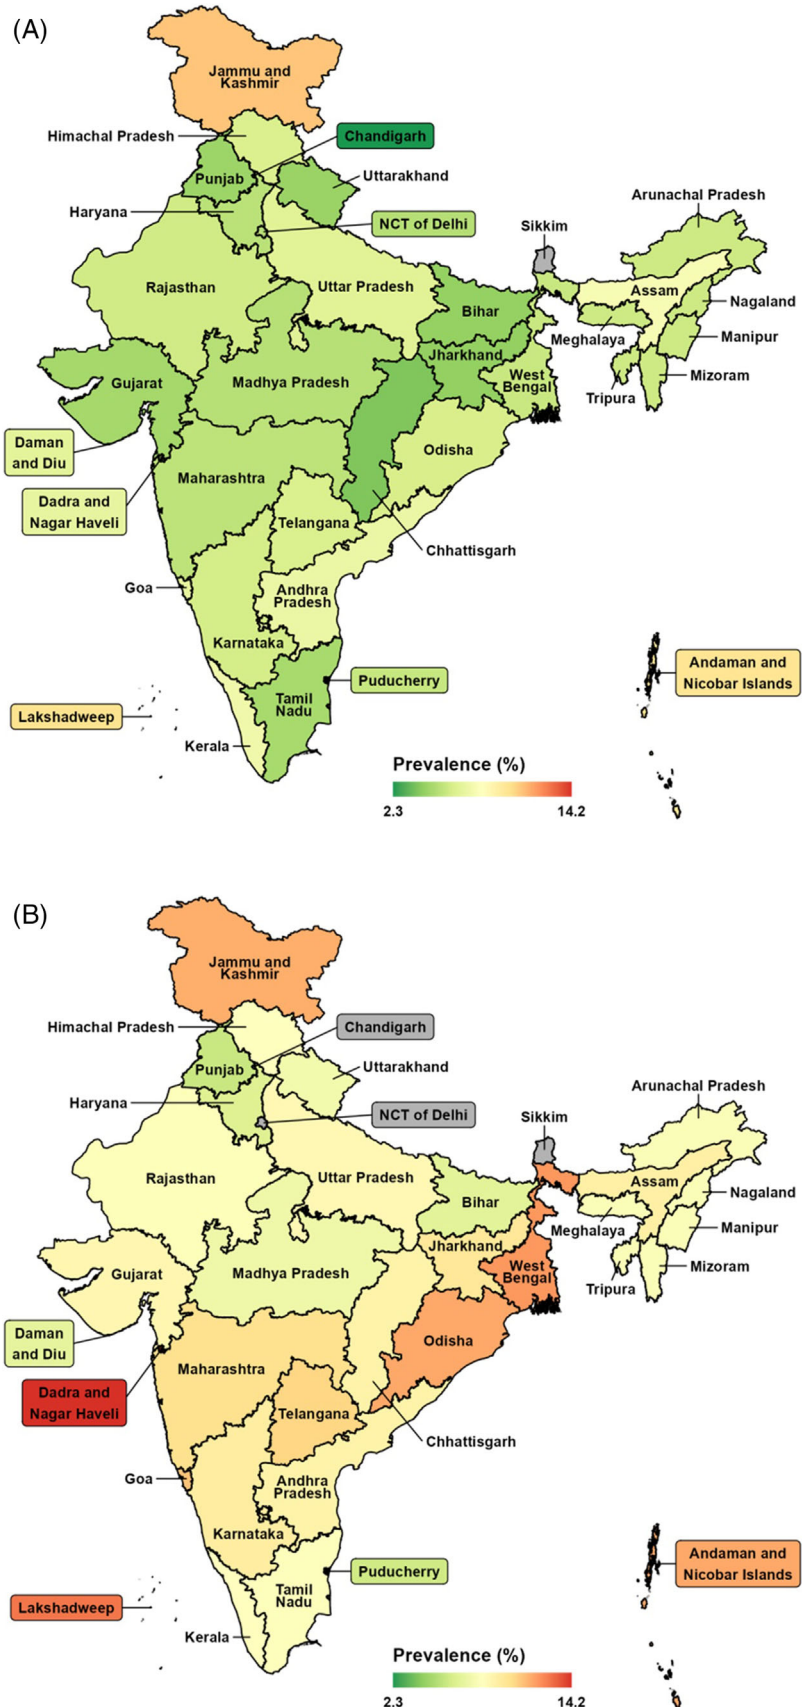 (A)
Jammu and
Kashmir
Himachal Pradesh
Chandigarh
Punjab
Uttarakhand
Haryana
NCT of Delhi
Arunachal Pradesh
Sikkim
Rajasthan
Uttar Pradesh
Assam
Nagaland
Bihar
Meghalaya
Manipur
Jharkhand
Gujarat
Madhya Pradesh
West
Bengal
Mizoram
Tripura
Daman
and Diu
Odisha
Maharashtra
Dadra and
Nagar Haveli
Telangana
Chhattisgarh
Goa
Andhra
Pradesh
Karnataka
Andaman and
Nicobar Islands
Puducherry
Tamil
Nadu
Lakshadweep
Kerala
Prevalence (%)
2.3
14.2
(B)
Jammu and
Kashmir
Himachal Pradesh
Chandigarh
Punjab
Uttarakhand
Haryana
NCT of Delhi
Arunachal Pradesh
Sikkim
Rajasthan
Uttar Pradesh
Assam
Nagaland
Bihar
Meghalaya
Manipur
Jharkhand
Gujarat
Madhya Pradesh
West
Bengal
Mizoram
Tripura
Daman
and Diu
Odisha
Maharashtra
Dadra and
Nagar Haveli
Telangana
Chhattisgarh
Goa
Andhra
Pradesh
Karnataka
Andaman and
Nicobar Islands
Puducherry
Tamil
Nadu
Lakshadweep
Kerala
Prevalence (%)
2.3
14.2